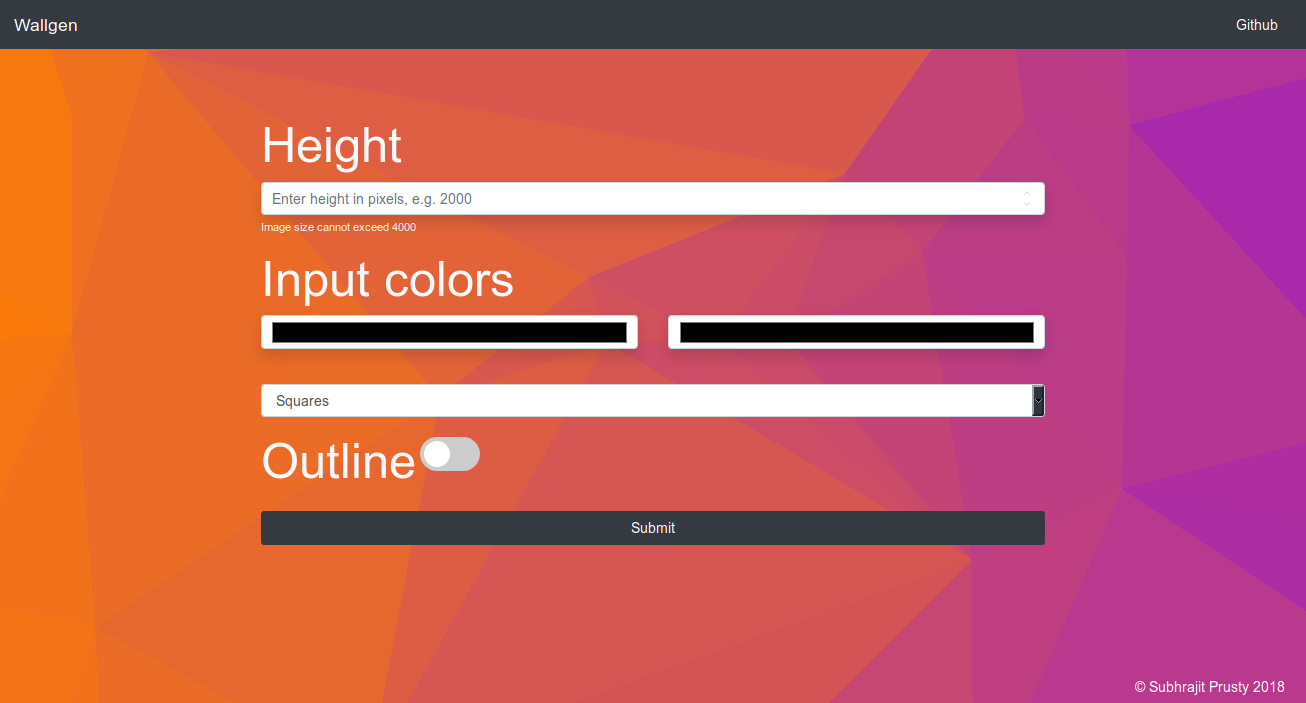 Wallgen
Github
Height
Enter height in pixels, e.g. 2000
Image size cannot exceed 4000
Input colors
Squares
Outline
Submit
© Subhrajit Prusty 2018